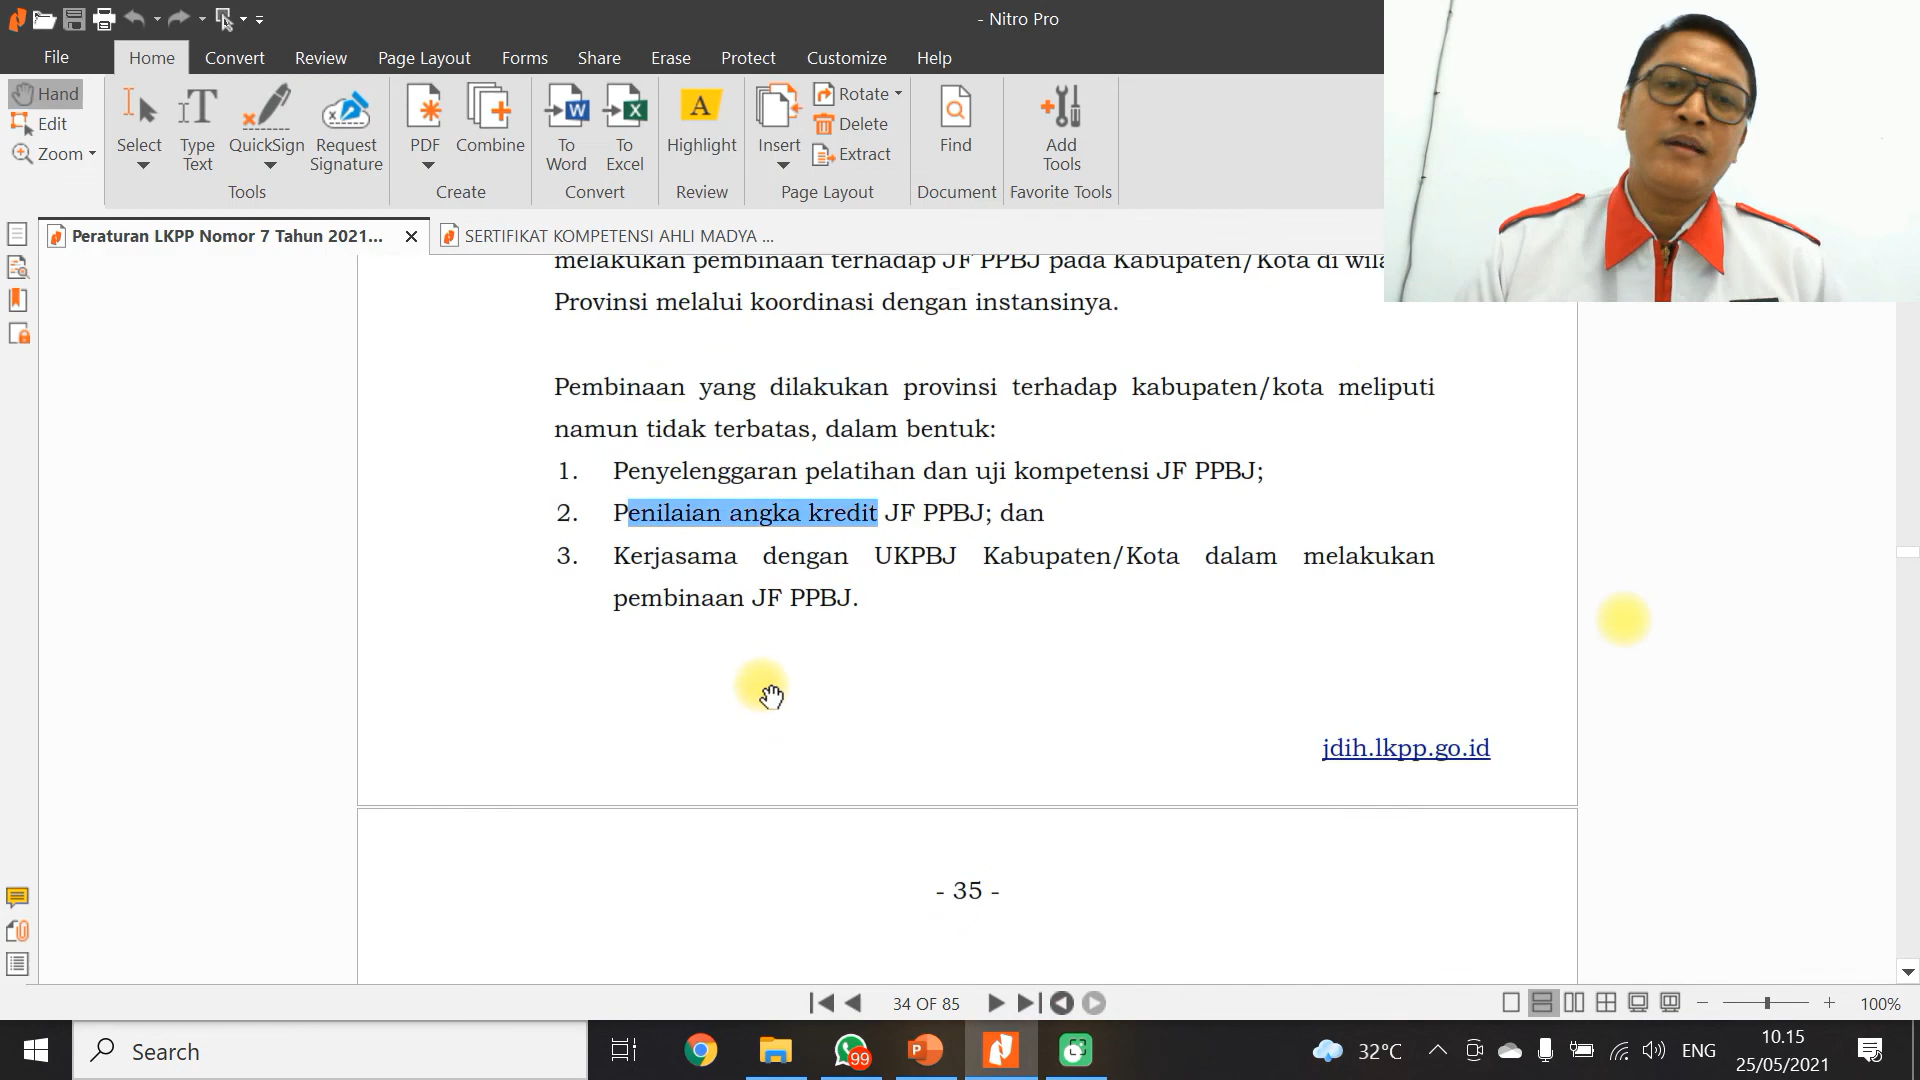 - Nitro Pro
File
Home
Convert
Review
Page Layout
Forms
Share
Erase
Protect
Customize
Help
Hand
Edit
Zoom
Select
Type Text
QuickSign
Request Signature
PDF
Combine
To Word
To Excel
Highlight
Insert
Rotate
Delete
Extract
Find
Add Tools
Tools
Create
Convert
Review
Page Layout
Document
Favorite Tools
Peraturan LKPP Nomor 7 Tahun 2021...
SERTIFIKAT KOMPETENSI AHLI MADYA ...
melakukan pembinaan terhadap JF PPBJ pada Kabupaten/Kota di
Provinsi melalui koordinasi dengan instansinya.
Pembinaan yang dilakukan provinsi terhadap kabupaten/kota meliputi
namun tidak terbatas, dalam bentuk:
1. Penyelenggaran pelatihan dan uji kompetensi JF PPBJ;
2. Penilaian angka kredit JF PPBJ; dan
3. Kerjasama dengan UKPBJ Kabupaten/Kota dalam melakukan
pembinaan JF PPBJ.
jdih.lkpp.go.id
- 35 -
34 OF 85
100%
Search
99
32°C
ENG
10.15
25/05/2021